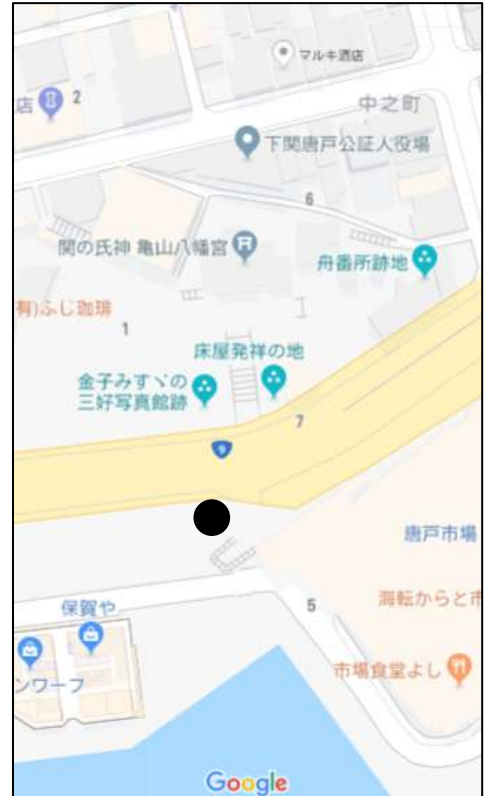 マルキ酒店
店
2
中之町
下関唐戸公証人役場
6
関の氏神 亀山八幡宮
舟番所跡地
有)ふじ珈琲
1
床屋発祥の地
金子みすゞの
三好写真館跡
7
9
唐戸市場
保賀や
5
海転からと市
市場食堂よし
ンワーフ
Google